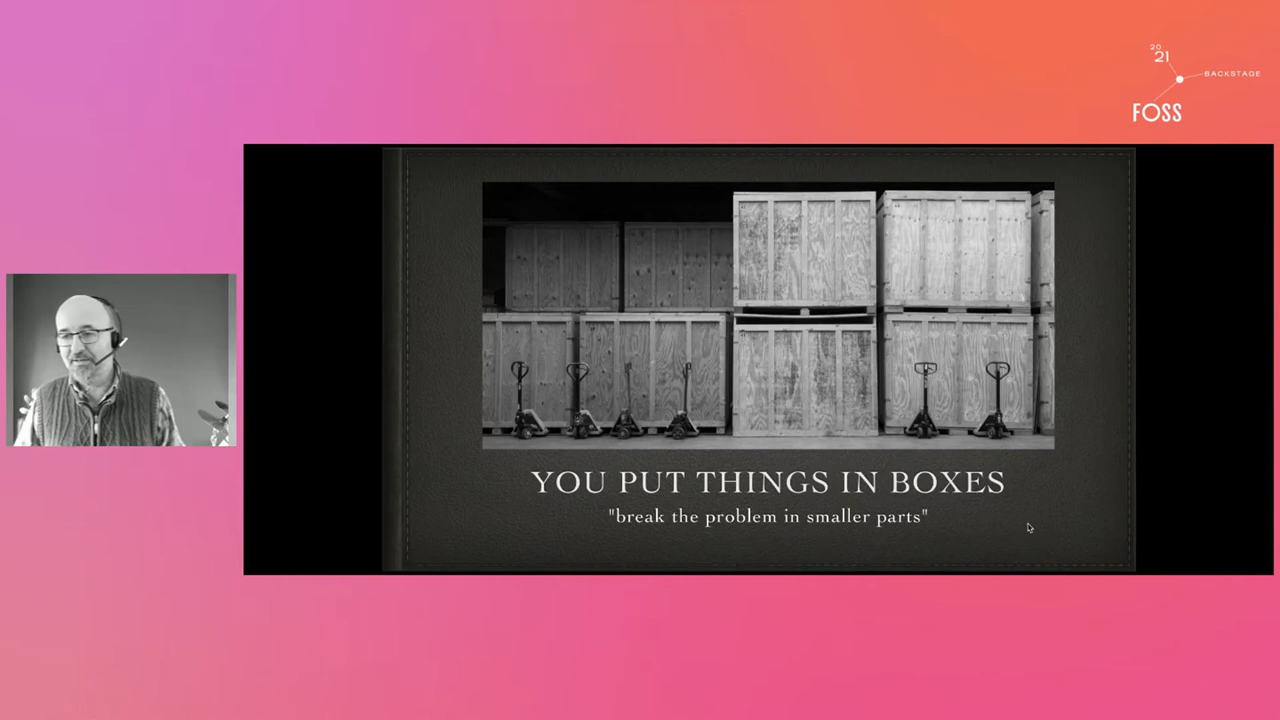 20
21
BACKSTAGE
FOSS
YOU PUT THINGS IN BOXES
"break the problem in smaller parts"